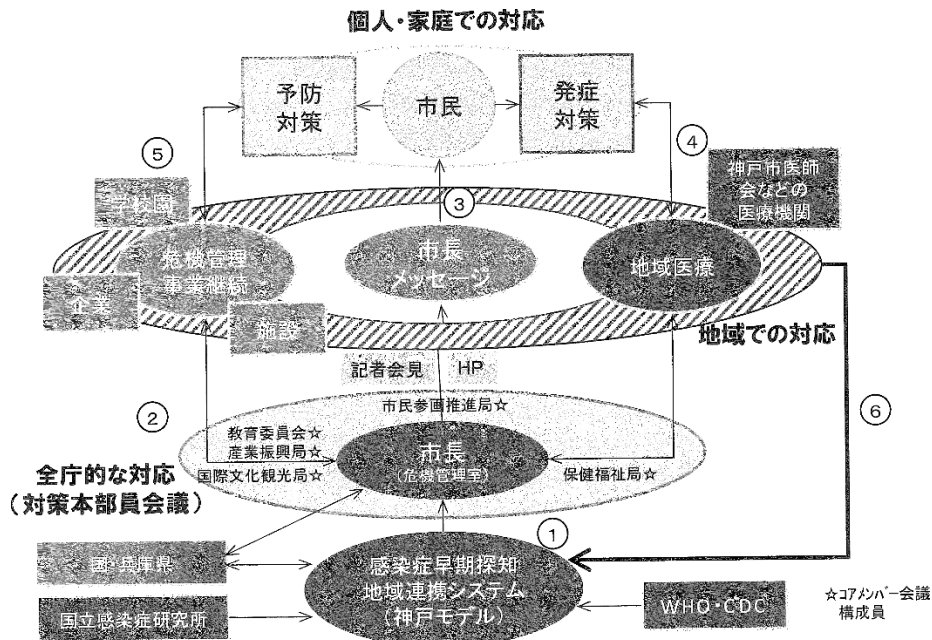 個人・家庭での対応
予防
対策
市民
発症
対策
⑤
④
学校園
③
神戸市医師
会などの
医療機関
危機管理
事業継続
市長
メッセージ
地域医療
企業
施設
地域での対応
記者会見
HP
②
市民参画推進局☆
⑥
教育委員会☆
産業振興局☆
国際文化観光局☆
市長
(危機管理室)
保健福祉局☆
全庁的な対応
(対策本部員会議)
①
国・兵庫県
感染症早期探知
地域連携システム
(神戸モデル)
国立感染症研究所
WHO・CDC
☆コアメンバー会議
構成員